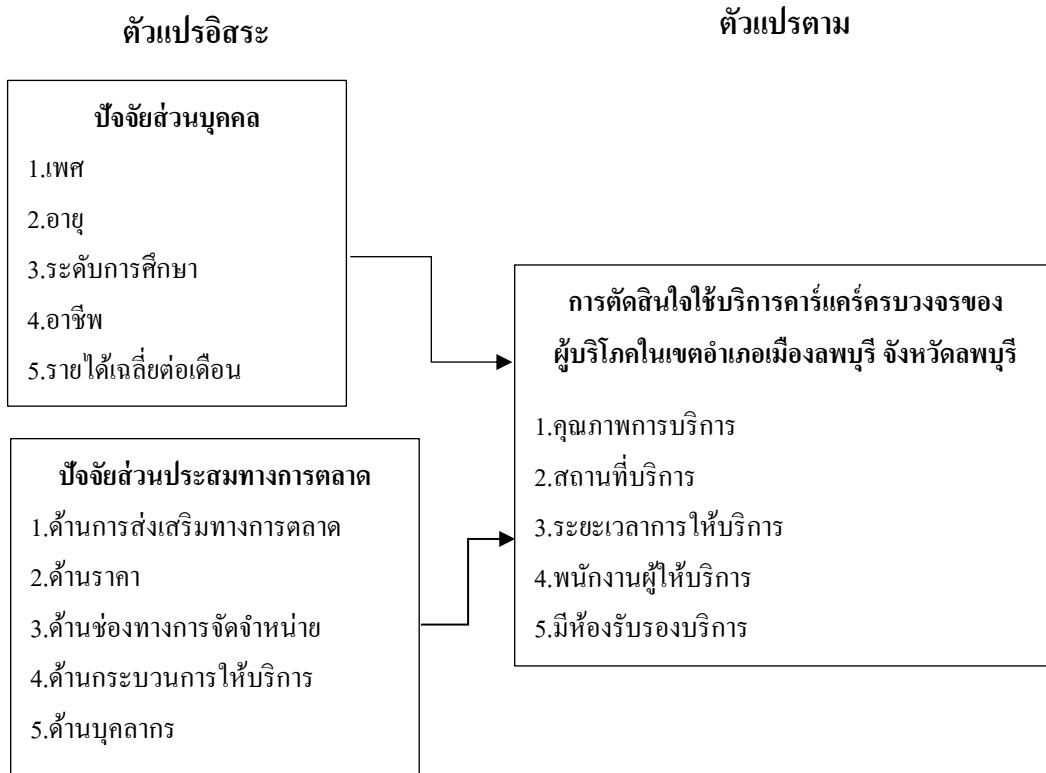 ตัวแปรอิสระ
ตัวแปรตาม
ปัจจัยส่วนบุคคล
1.เพศ
2.อายุ
3.ระดับการศึกษา
4.อาชีพ
5.รายได้เฉลี่ยต่อเดือน
ปัจจัยส่วนประสมทางการตลาด
1.ด้านการส่งเสริมทางการตลาด
2.ด้านราคา
3.ด้านช่องทางการจัดจำหน่าย
4.ด้านกระบวนการให้บริการ
5.ด้านบุคลากร
การตัดสินใจใช้บริการคาร์แคร์ครบวงจรของ
ผู้บริโภคในเขตอำเภอเมืองลพบุรี จังหวัดลพบุรี
1.คุณภาพการบริการ
2.สถานที่บริการ
3.ระยะเวลาการให้บริการ
4.พนักงานผู้ให้บริการ
5.มีห้องรับรองบริการ